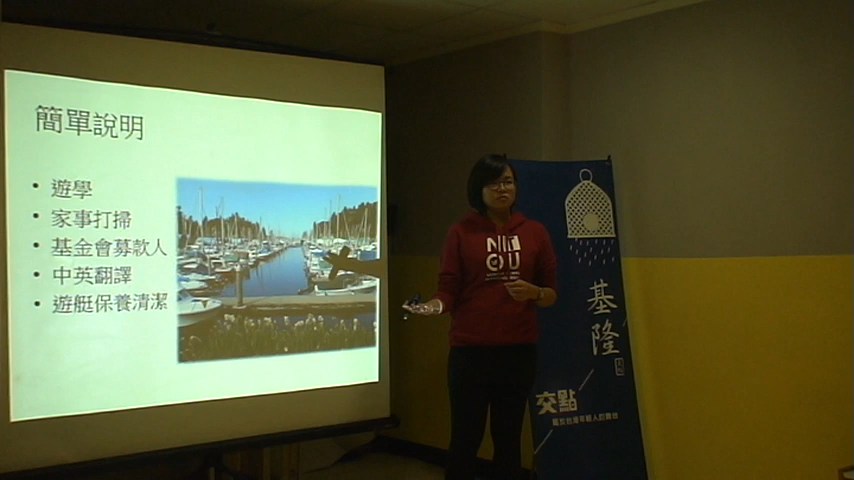 簡單說明
• 遊學
• 家事打掃
• 基金會募款人
• 中英翻譯
• 遊艇保養清潔
NT
OU
基隆
交點